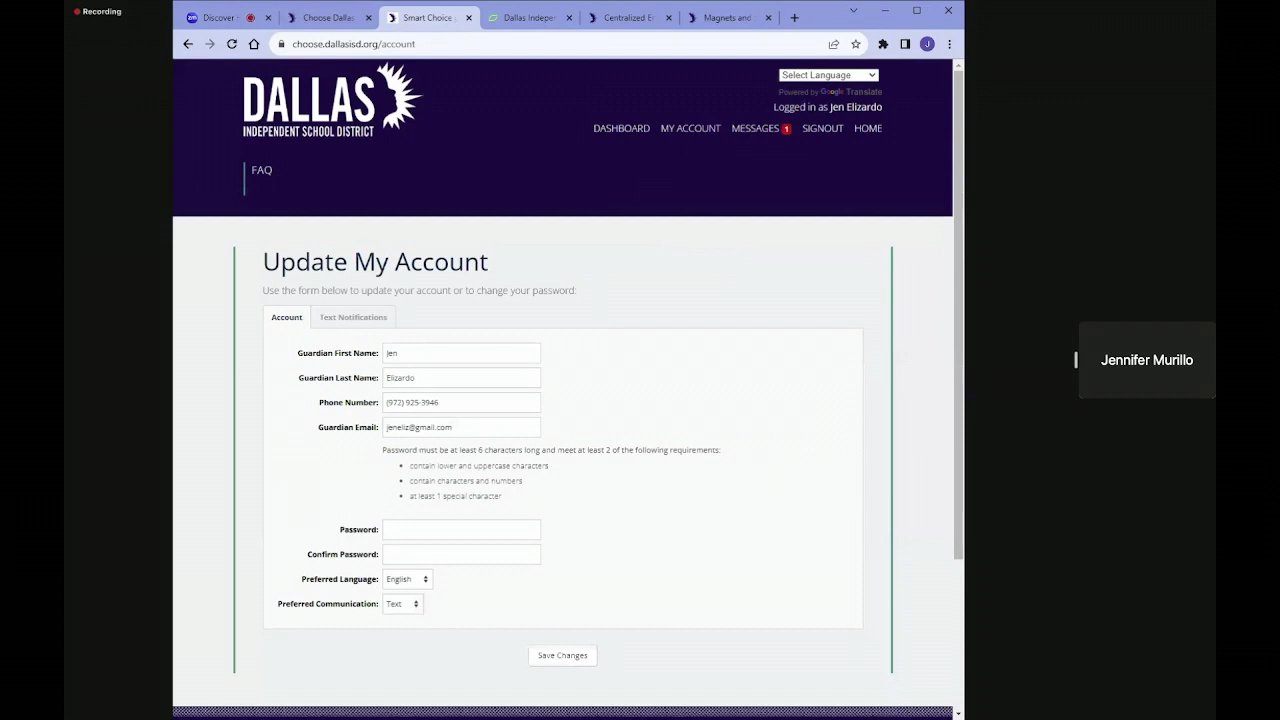 Recording
Discover
Choose Dallas
Smart Choice
Dallas Indepen
Centralized En
Magnets and
choose.dallasisd.org/account
J
DALLAS
INDEPENDENT SCHOOL DISTRICT
Select Language
Powered by Google Translate
Logged in as Jen Elizardo
DASHBOARD MY ACCOUNT MESSAGES 1 SIGNOUT HOME
FAQ
Update My Account
Use the form below to update your account or to change your password:
Account Text Notifications
Guardian First Name: Jen
Guardian Last Name: Elizardo
Phone Number: (972) 925-3946
Guardian Email: jeneliz@gmail.com
Password must be at least 6 characters long and meet at least 2 of the following requirements:
contain lower and uppercase characters
contain characters and numbers
at least 1 special character
Password:
Confirm Password:
Preferred Language: English
Preferred Communication: Text
Save Changes
Jennifer Murillo